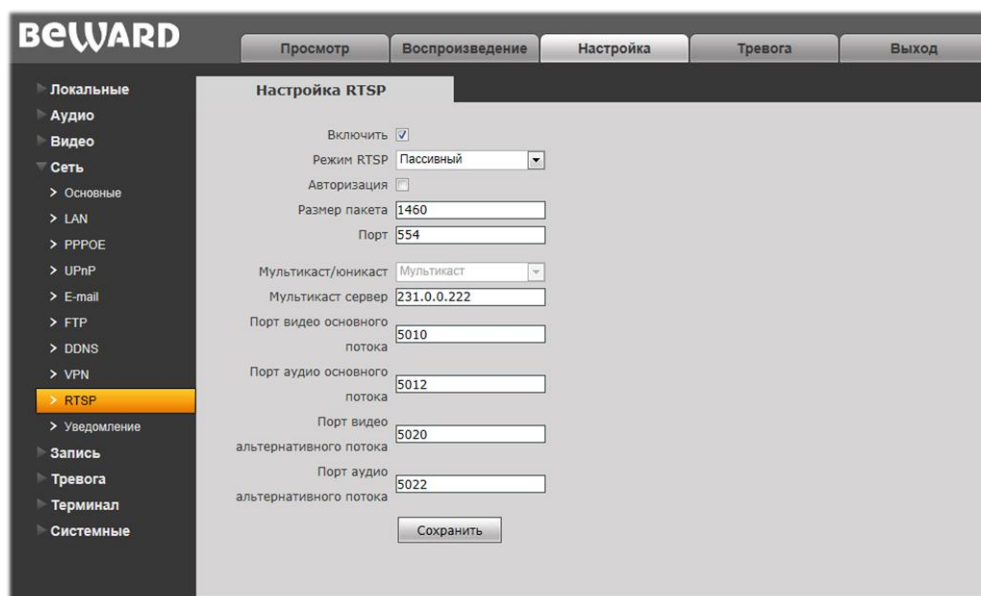 BEWARD
Просмотр
Воспроизведение
Настройка
Тревога
Выход
Локальные
Аудио
Видео
Сеть
Основные
LAN
PPPOE
UPnP
E-mail
FTP
DDNS
VPN
RTSP
Уведомление
Запись
Тревога
Терминал
Системные
Настройка RTSP
Включить
Режим RTSP Пассивный
Авторизация
Размер пакета 1460
Порт 554
Мультикаст/юникаст Мультикаст
Мультикаст сервер 231.0.0.222
Порт видео основного
потока 5010
Порт аудио основного
потока 5012
Порт видео
альтернативного потока 5020
Порт аудио
альтернативного потока 5022
Сохранить